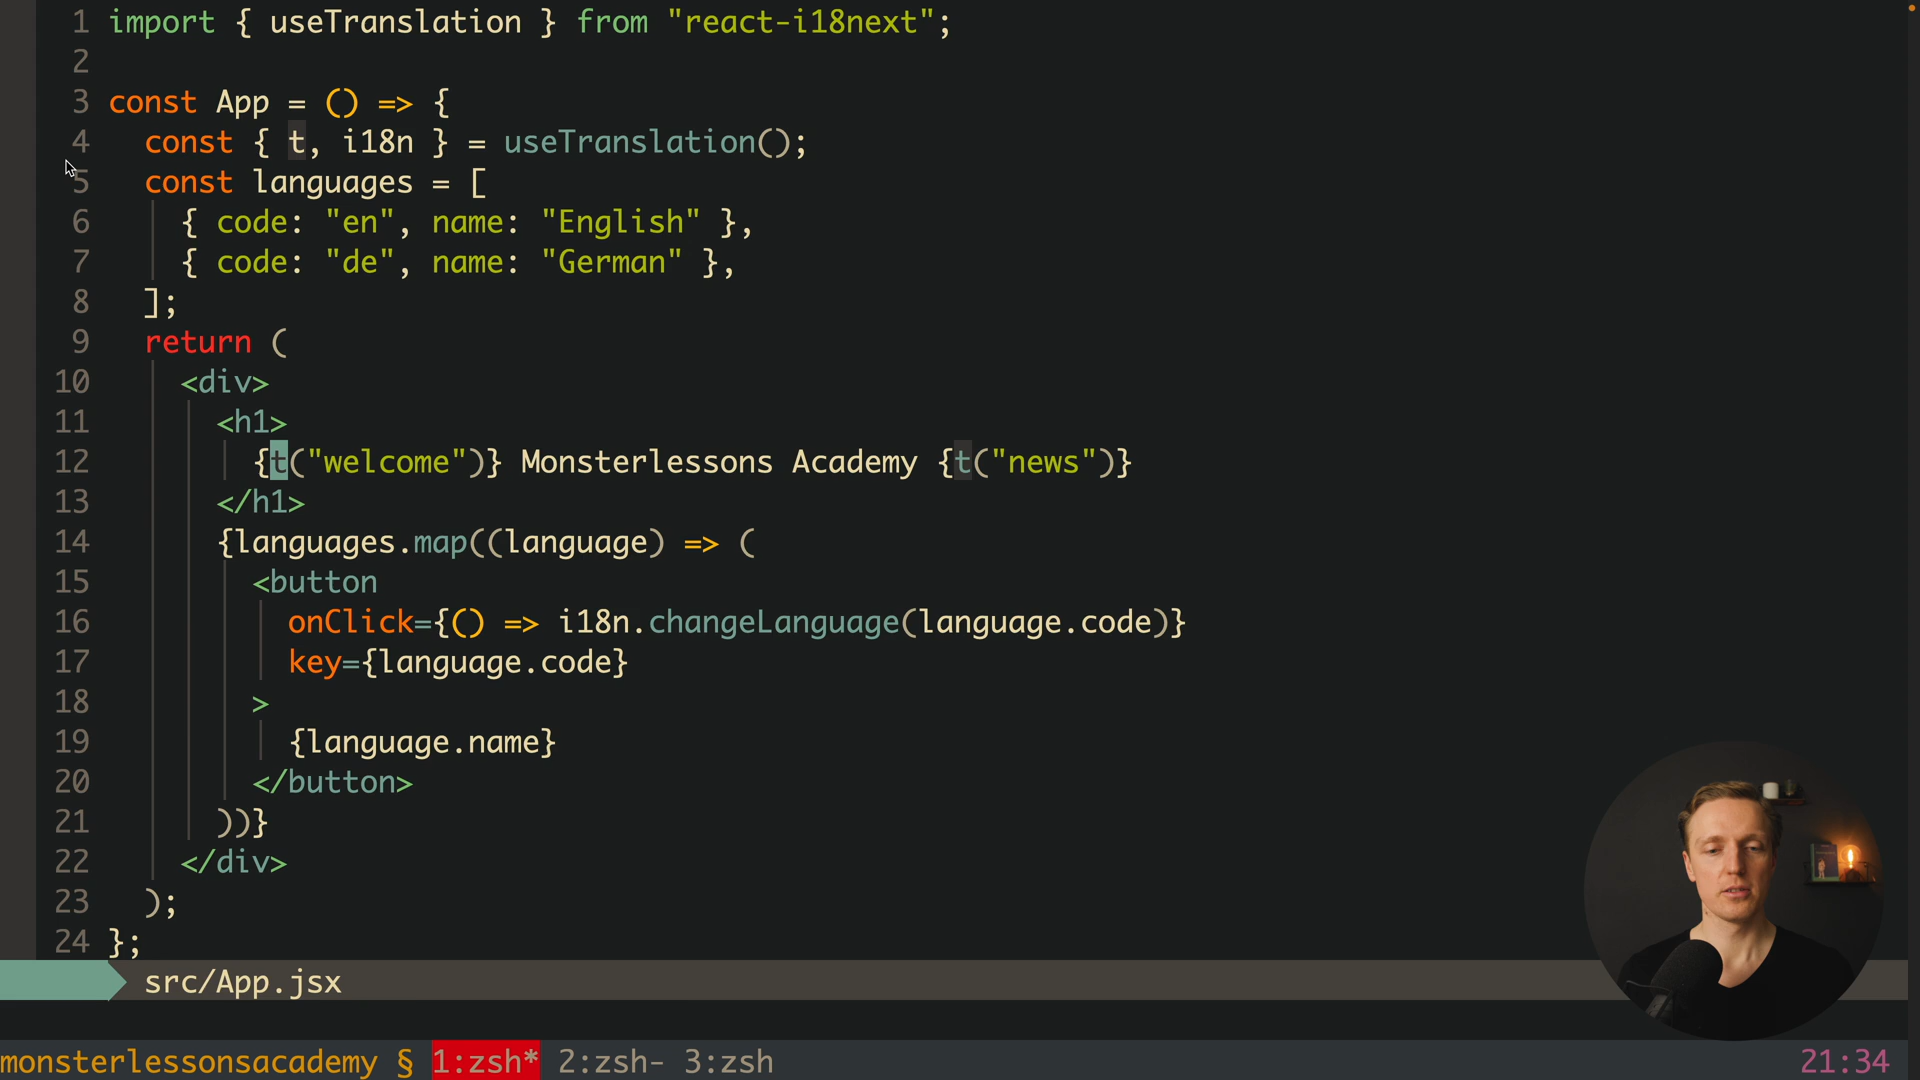 1 import { useTranslation } from "react-i18next";
2
3 const App = () => {
4 const { t, i18n } = useTranslation();
5 const languages = [
6 { code: "en", name: "English" },
7 { code: "de", name: "German" },
8 ];
9 return (
10 <div>
11 <h1>
12 {t("welcome")} Monsterlessons Academy {t("news")}
13 </h1>
14 {languages.map((language) => (
15 <button
16 onClick={() => i18n.changeLanguage(language.code)}
17 key={language.code}
18 >
19 {language.name}
20 </button>
21 ))}
22 </div>
23 );
24 };
src/App.jsx
monsterlessonsacademy § 1:zsh* 2:zsh- 3:zsh 21:34